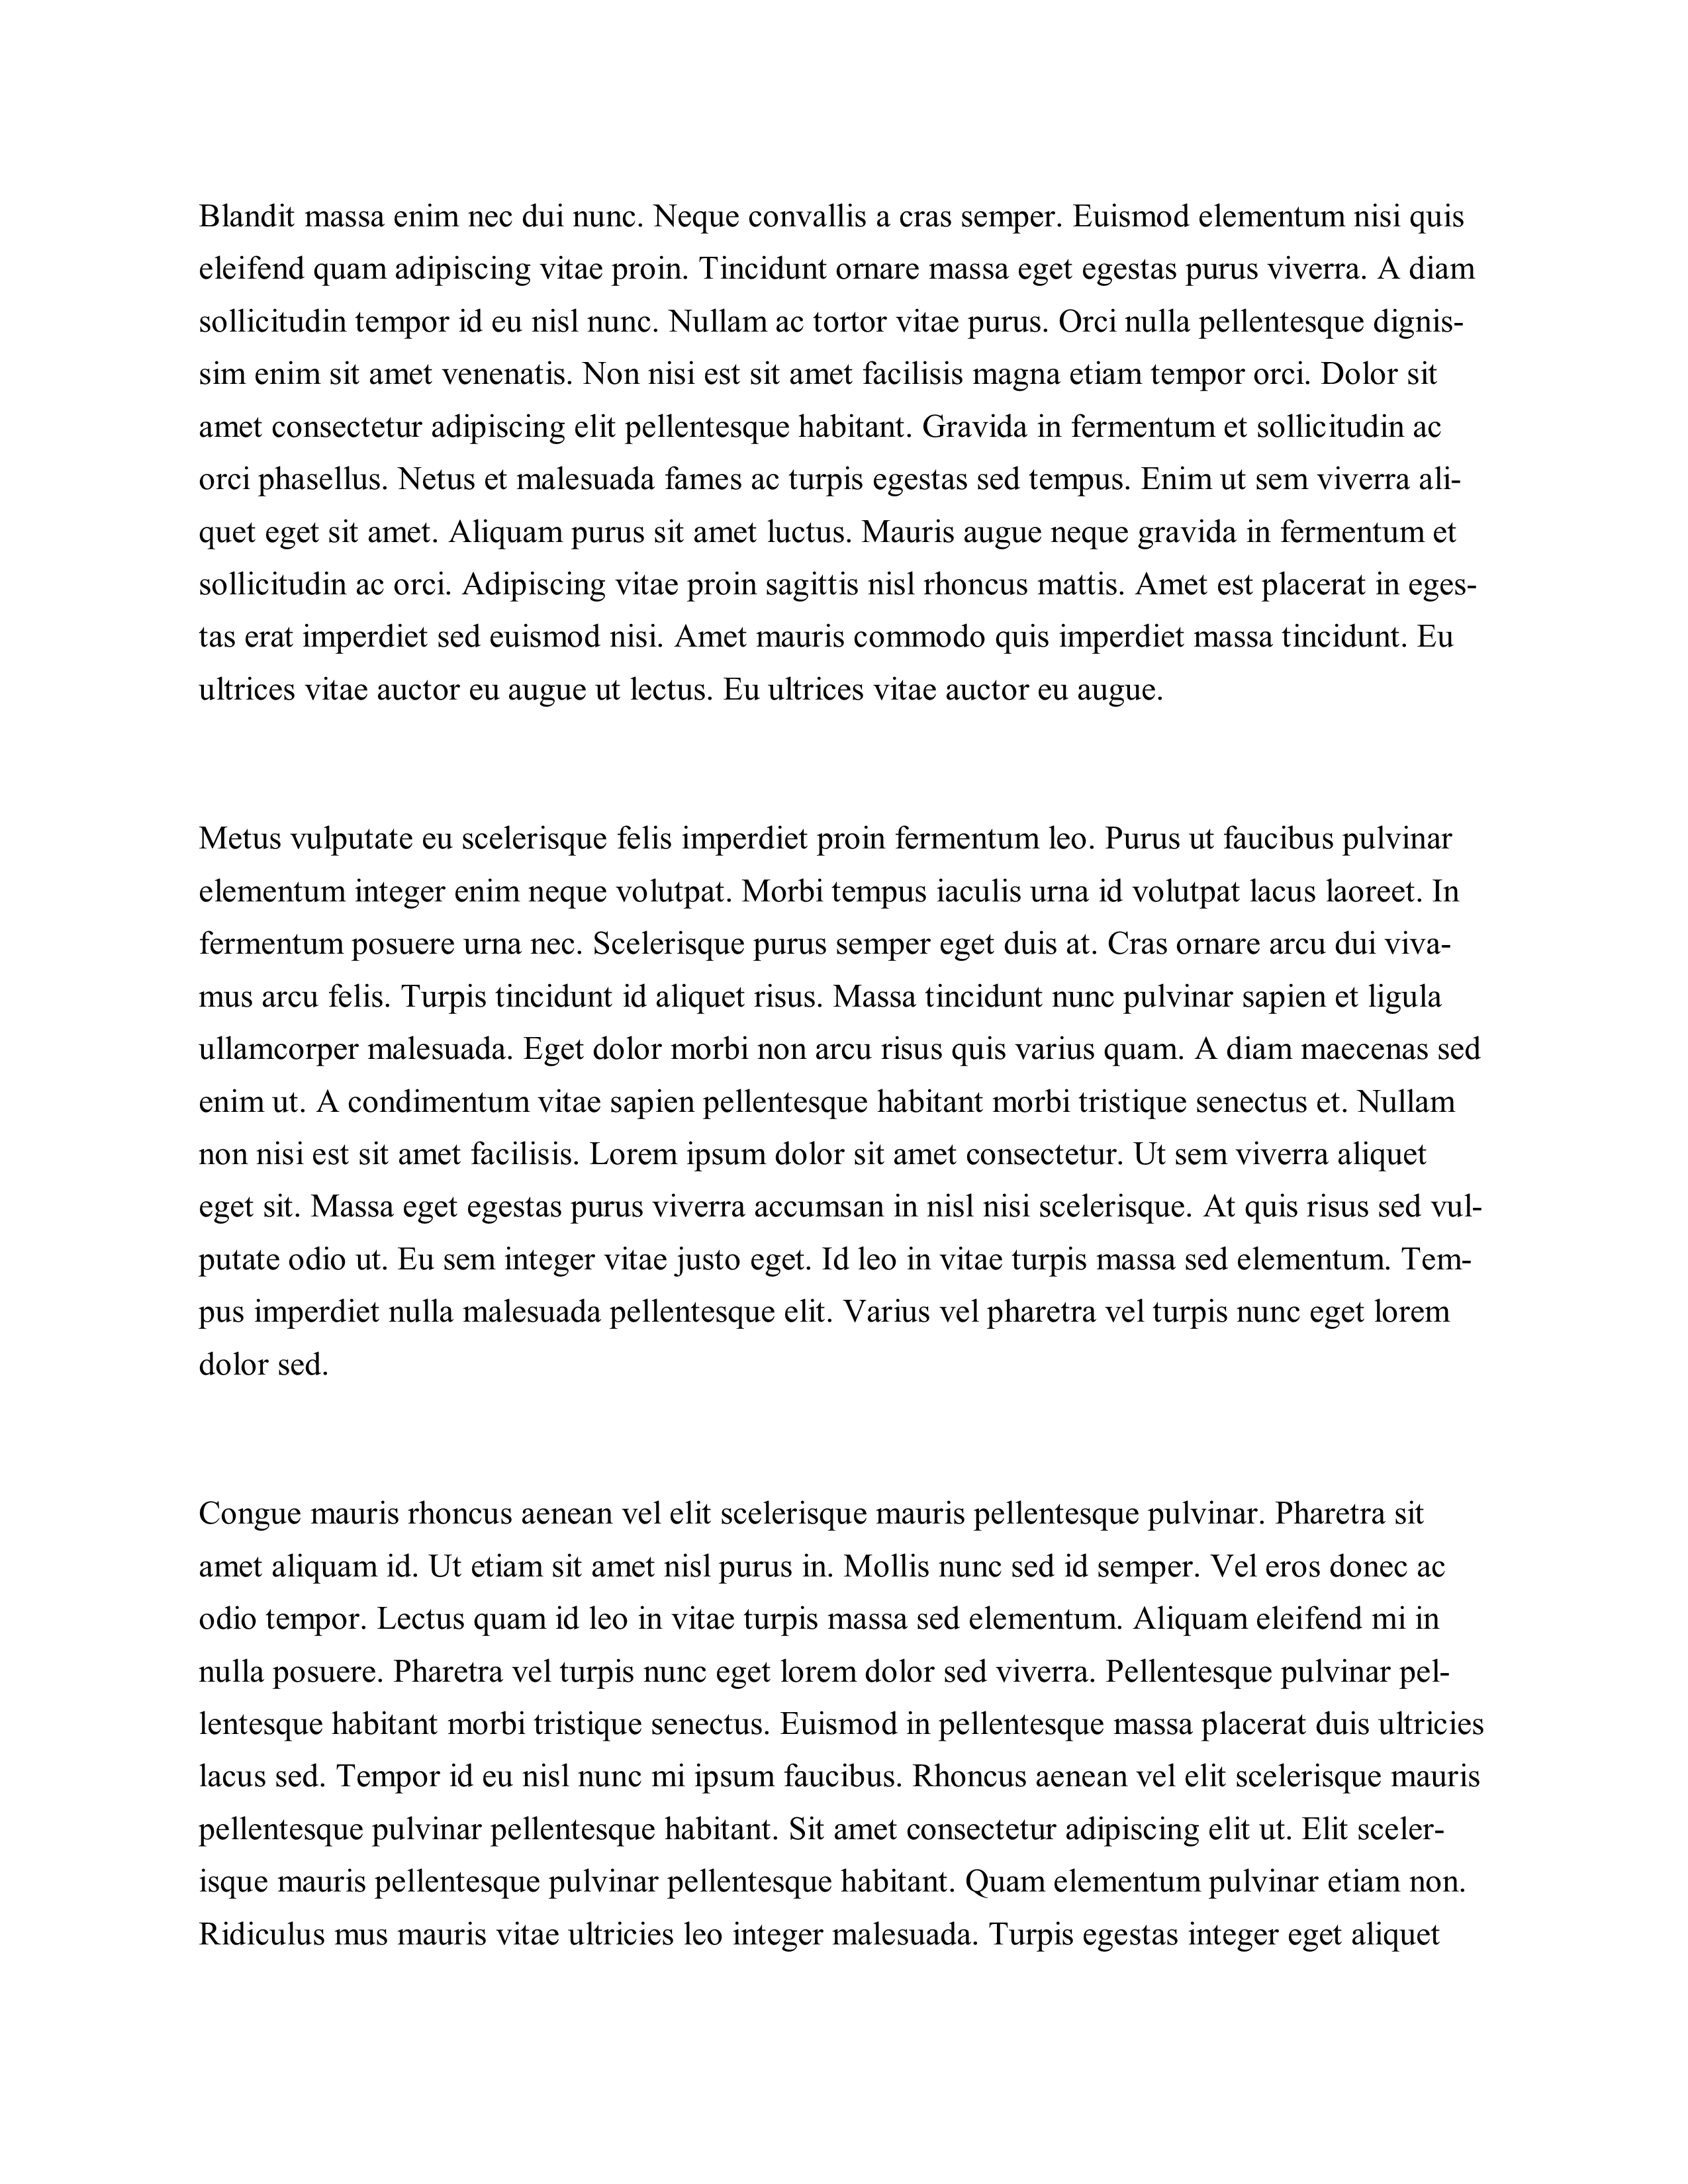 Blandit massa enim nec dui nunc. Neque convallis a cras semper. Euismod elementum nisi quis
eleifend quam adipiscing vitae proin. Tincidunt ornare massa eget egestas purus viverra. A diam
sollicitudin tempor id eu nisl nunc. Nullam ac tortor vitae purus. Orci nulla pellentesque dignis-
sim enim sit amet venenatis. Non nisi est sit amet facilisis magna etiam tempor orci. Dolor sit
amet consectetur adipiscing elit pellentesque habitant. Gravida in fermentum et sollicitudin ac
orci phasellus. Netus et malesuada fames ac turpis egestas sed tempus. Enim ut sem viverra ali-
quet eget sit amet. Aliquam purus sit amet luctus. Mauris augue neque gravida in fermentum et
sollicitudin ac orci. Adipiscing vitae proin sagittis nisl rhoncus mattis. Amet est placerat in eges-
tas erat imperdiet sed euismod nisi. Amet mauris commodo quis imperdiet massa tincidunt. Eu
ultrices vitae auctor eu augue ut lectus. Eu ultrices vitae auctor eu augue.
Metus vulputate eu scelerisque felis imperdiet proin fermentum leo. Purus ut faucibus pulvinar
elementum integer enim neque volutpat. Morbi tempus iaculis urna id volutpat lacus laoreet. In
fermentum posuere urna nec. Scelerisque purus semper eget duis at. Cras ornare arcu dui viva-
mus arcu felis. Turpis tincidunt id aliquet risus. Massa tincidunt nunc pulvinar sapien et ligula
ullamcorper malesuada. Eget dolor morbi non arcu risus quis varius quam. A diam maecenas sed
enim ut. A condimentum vitae sapien pellentesque habitant morbi tristique senectus et. Nullam
non nisi est sit amet facilisis. Lorem ipsum dolor sit amet consectetur. Ut sem viverra aliquet
eget sit. Massa eget egestas purus viverra accumsan in nisl nisi scelerisque. At quis risus sed vul-
putate odio ut. Eu sem integer vitae justo eget. Id leo in vitae turpis massa sed elementum. Tem-
pus imperdiet nulla malesuada pellentesque elit. Varius vel pharetra vel turpis nunc eget lorem
dolor sed.
Congue mauris rhoncus aenean vel elit scelerisque mauris pellentesque pulvinar. Pharetra sit
amet aliquam id. Ut etiam sit amet nisl purus in. Mollis nunc sed id semper. Vel eros donec ac
odio tempor. Lectus quam id leo in vitae turpis massa sed elementum. Aliquam eleifend mi in
nulla posuere. Pharetra vel turpis nunc eget lorem dolor sed viverra. Pellentesque pulvinar pel-
lentesque habitant morbi tristique senectus. Euismod in pellentesque massa placerat duis ultricies
lacus sed. Tempor id eu nisl nunc mi ipsum faucibus. Rhoncus aenean vel elit scelerisque mauris
pellentesque pulvinar pellentesque habitant. Sit amet consectetur adipiscing elit ut. Elit sceler-
isque mauris pellentesque pulvinar pellentesque habitant. Quam elementum pulvinar etiam non.
Ridiculus mus mauris vitae ultricies leo integer malesuada. Turpis egestas integer eget aliquet